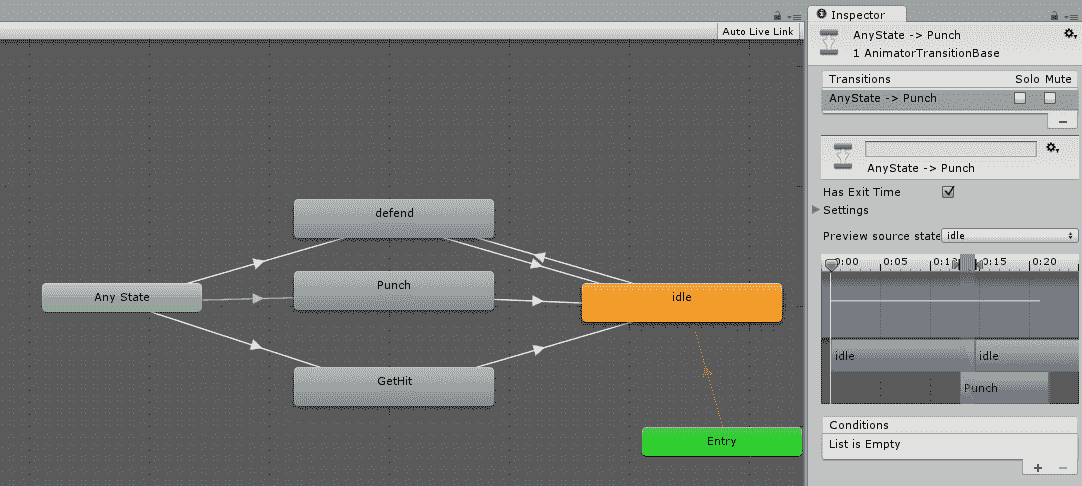 Auto Live Link
defend
Any State
Punch
idle
GetHit
Entry
Inspector
AnyState -> Punch
1 AnimatorTransitionBase
Transitions Solo Mute
AnyState -> Punch
AnyState -> Punch
Has Exit Time
Settings
Preview source state idle
0:00 0:05 0:1 0:15 0:20
idle idle
Punch
Conditions
List is Empty